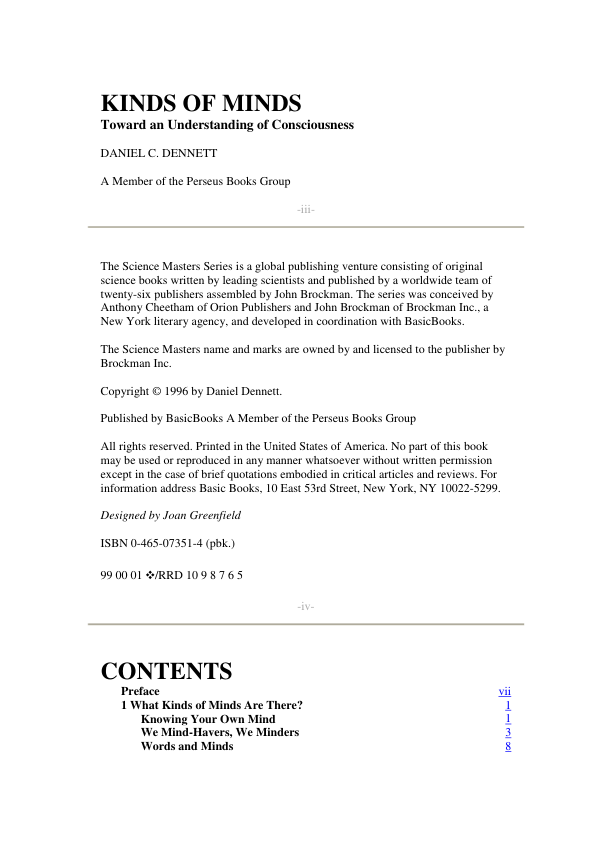 KINDS OF MINDS
Toward an Understanding of Consciousness
DANIEL C. DENNETT
A Member of the Perseus Books Group
-iii-
The Science Masters Series is a global publishing venture consisting of original
science books written by leading scientists and published by a worldwide team of
twenty-six publishers assembled by John Brockman. The series was conceived by
Anthony Cheetham of Orion Publishers and John Brockman of Brockman Inc., a
New York literary agency, and developed in coordination with BasicBooks.
The Science Masters name and marks are owned by and licensed to the publisher by
Brockman Inc.
Copyright © 1996 by Daniel Dennett.
Published by BasicBooks A Member of the Perseus Books Group
All rights reserved. Printed in the United States of America. No part of this book
may be used or reproduced in any manner whatsoever without written permission
except in the case of brief quotations embodied in critical articles and reviews. For
information address Basic Books, 10 East 53rd Street, New York, NY 10022-5299.
Designed by Joan Greenfield
ISBN 0-465-07351-4 (pbk.)
99 00 01 ❖/RRD 10 9 8 7 6 5
-iv-
CONTENTS
Preface vii
1 What Kinds of Minds Are There? 1
Knowing Your Own Mind 1
We Mind-Havers, We Minders 3
Words and Minds 8